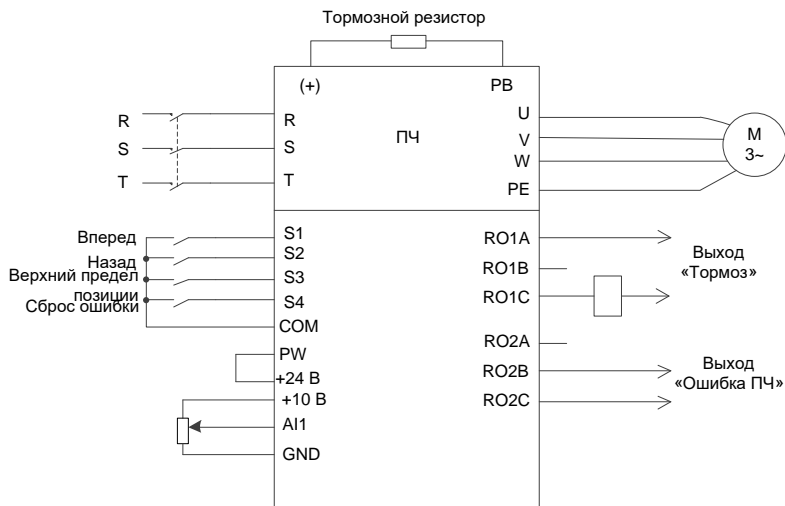 Тормозной резистор
(+)
PB
R
S
T
R
S
T
ПЧ
U
V
W
PE
M
3~
Вперед
Назад
Верхний предел
позиции
Сброс ошибки
S1
S2
S3
S4
COM
PW
+24 В
+10 В
AI1
GND
RO1A
RO1B
RO1C
RO2A
RO2B
RO2C
Выход
«Тормоз»
Выход
«Ошибка ПЧ»